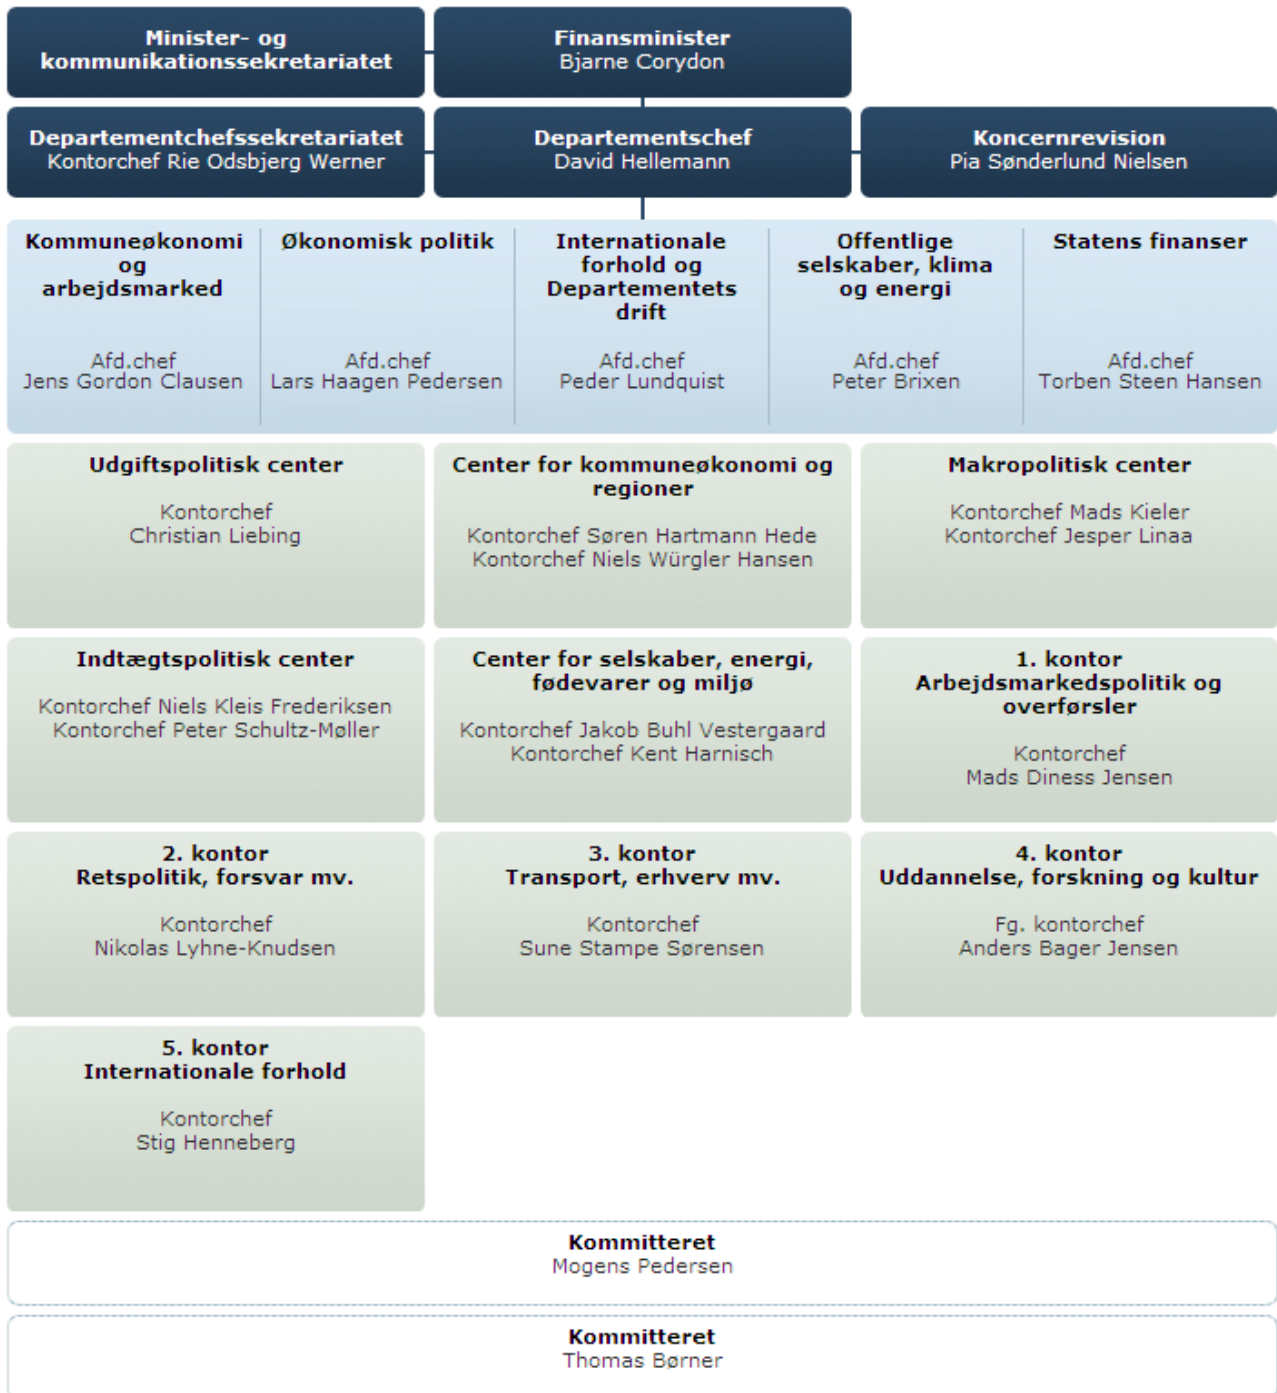 Minister- og
kommunikationssekretariatet
Finansminister
Bjarne Corydon
Departementchefssekretariatet
Kontorchef Rie Odsbjerg Werner
Departementschef
David Hellemann
Koncernrevision
Pia Sønderlund Nielsen
Kommuneøkonomi
og
arbejdsmarked
Afd.chef
Jens Gordon Clausen
Økonomisk politik
Afd.chef
Lars Haagen Pedersen
Internationale
forhold og
Departementets
drift
Afd.chef
Peder Lundquist
Offentlige
selskaber, klima
og energi
Afd.chef
Peter Brixen
Statens finanser
Afd.chef
Torben Steen Hansen
Udgiftspolitisk center
Kontorchef
Christian Liebing
Center for kommuneøkonomi og
regioner
Kontorchef Søren Hartmann Hede
Kontorchef Niels Würgler Hansen
Makropolitisk center
Kontorchef Mads Kieler
Kontorchef Jesper Linaa
Indtægtspolitisk center
Kontorchef Niels Kleis Frederiksen
Kontorchef Peter Schultz-Møller
Center for selskaber, energi,
fødevarer og miljø
Kontorchef Jakob Buhl Vestergaard
Kontorchef Kent Harnisch
1. kontor
Arbejdsmarkedspolitik og
overførsler
Kontorchef
Mads Diness Jensen
2. kontor
Retspolitik, forsvar mv.
Kontorchef
Nikolas Lyhne-Knudsen
3. kontor
Transport, erhverv mv.
Kontorchef
Sune Stampe Sørensen
4. kontor
Uddannelse, forskning og kultur
Fg. kontorchef
Anders Bager Jensen
5. kontor
Internationale forhold
Kontorchef
Stig Henneberg
Kommitteret
Mogens Pedersen
Kommitteret
Thomas Børner